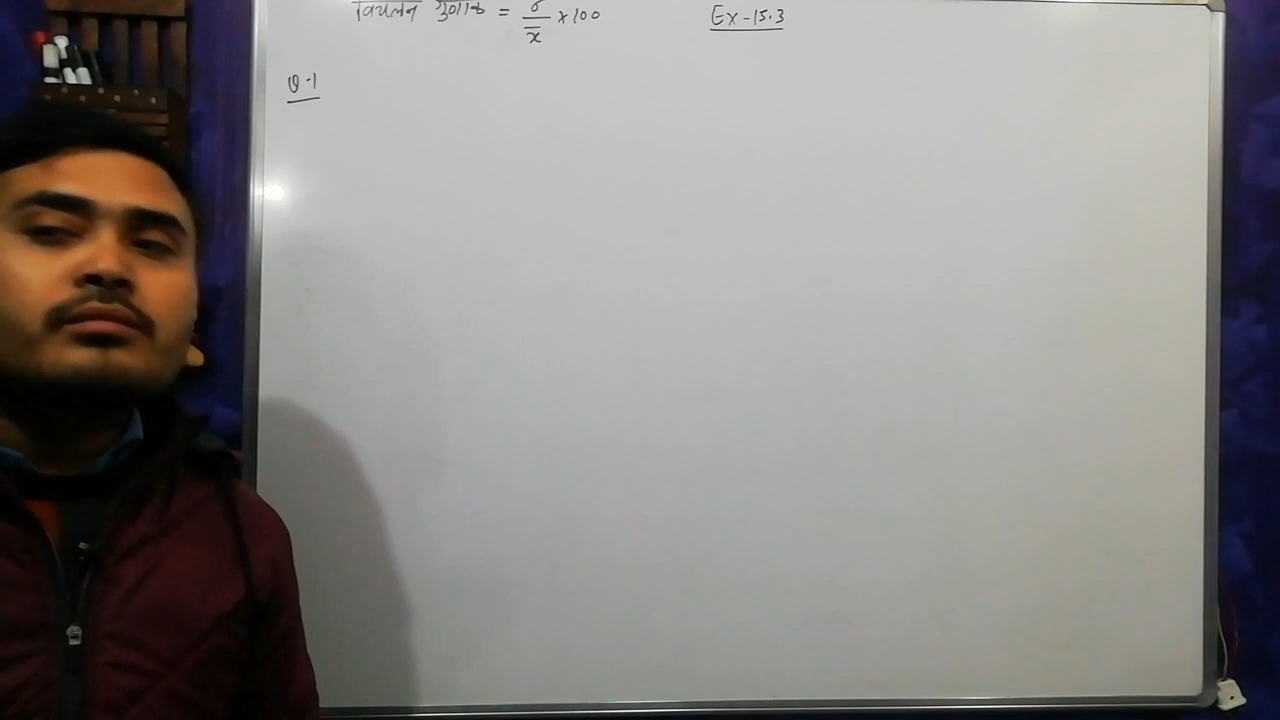 विचलन गुणांक = σ/x̄ × 100
Ex-15.3
Q-1